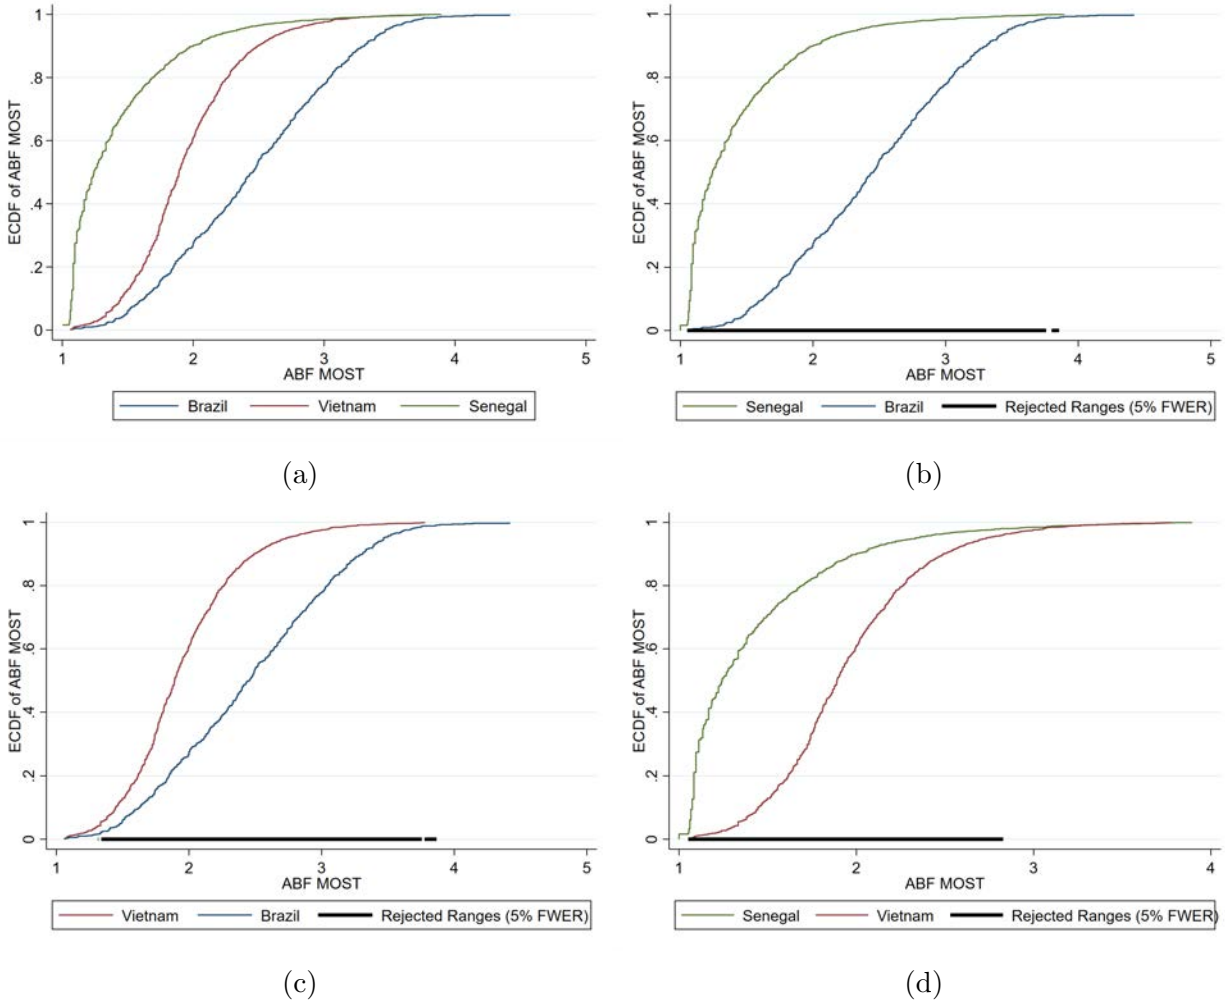 ECDF of ABF MOST
0 .2 .4 .6 .8 1
1 2 3 4 5
ABF MOST
Brazil Vietnam Senegal
(a)
ECDF of ABF MOST
0 .2 .4 .6 .8 1
1 2 3 4 5
ABF MOST
Senegal Brazil Rejected Ranges (5% FWER)
(b)
ECDF of ABF MOST
0 .2 .4 .6 .8 1
1 2 3 4 5
ABF MOST
Vietnam Brazil Rejected Ranges (5% FWER)
(c)
ECDF of ABF MOST
0 .2 .4 .6 .8 1
1 2 3 4
ABF MOST
Senegal Vietnam Rejected Ranges (5% FWER)
(d)